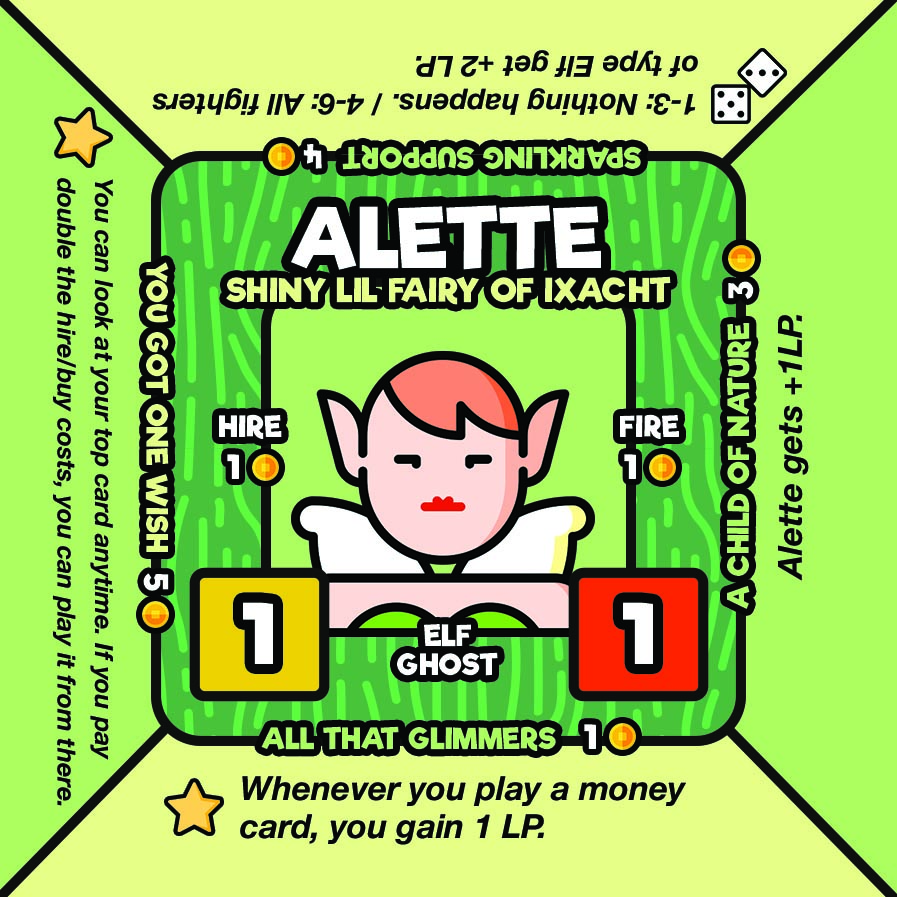 1-3: Nothing happens. / 4-6: All fighters
of type Elf get +2 LP.
SPARKLING SUPPORT 4
ALETTE
SHINY LIL FAIRY OF IXACHT
You can look at your top card anytime. If you pay
double the hire/buy costs, you can play it from there.
YOU GOT ONE WISH 5
HIRE
1
FIRE
1
A CHILD OF NATURE 3
Alette gets +1LP.
1
ELF
GHOST
1
ALL THAT GLIMMERS 1
Whenever you play a money
card, you gain 1 LP.